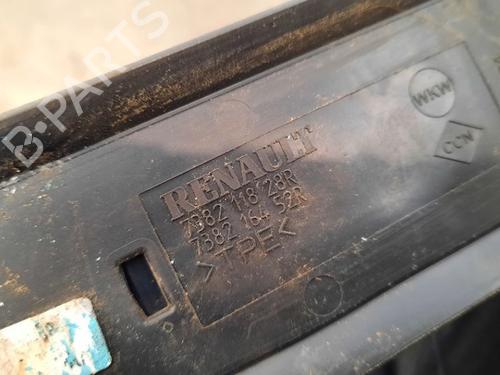 B-PARTS
WKW
CCN
RENAULT
7382 118 28R
7382 164 52R
>TPE<